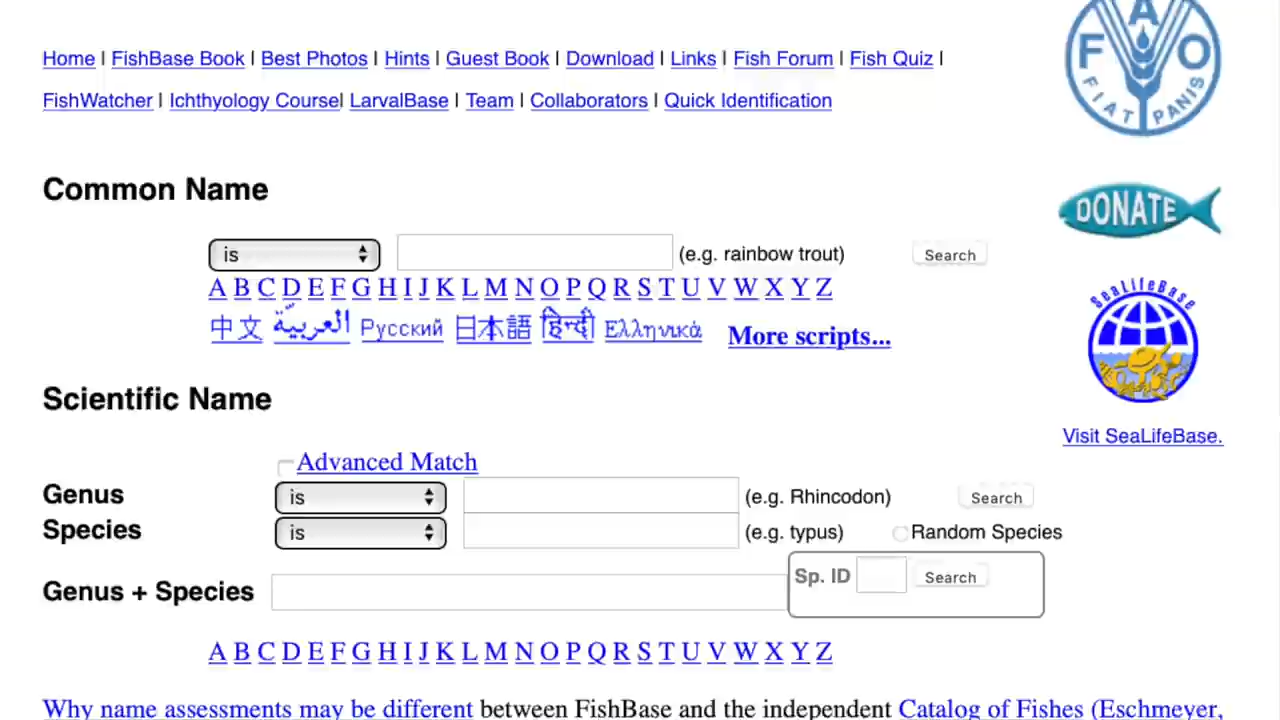 Home | FishBase Book | Best Photos | Hints | Guest Book | Download | Links | Fish Forum | Fish Quiz |
FishWatcher | Ichthyology Course| LarvalBase | Team | Collaborators | Quick Identification
FAO
FIAT PANIS
DONATE
Common Name
is (e.g. rainbow trout) Search
A B C D E F G H I J K L M N O P Q R S T U V W X Y Z
中文 العربيّة Русский 日本語 हिन्दी Ελληνικά More scripts...
SeaLifeBase
Visit SeaLifeBase.
Scientific Name
Advanced Match
Genus is (e.g. Rhincodon) Search
Species is (e.g. typus) Random Species
Genus + Species Sp. ID Search
A B C D E F G H I J K L M N O P Q R S T U V W X Y Z
Why name assessments may be different between FishBase and the independent Catalog of Fishes (Eschmeyer,